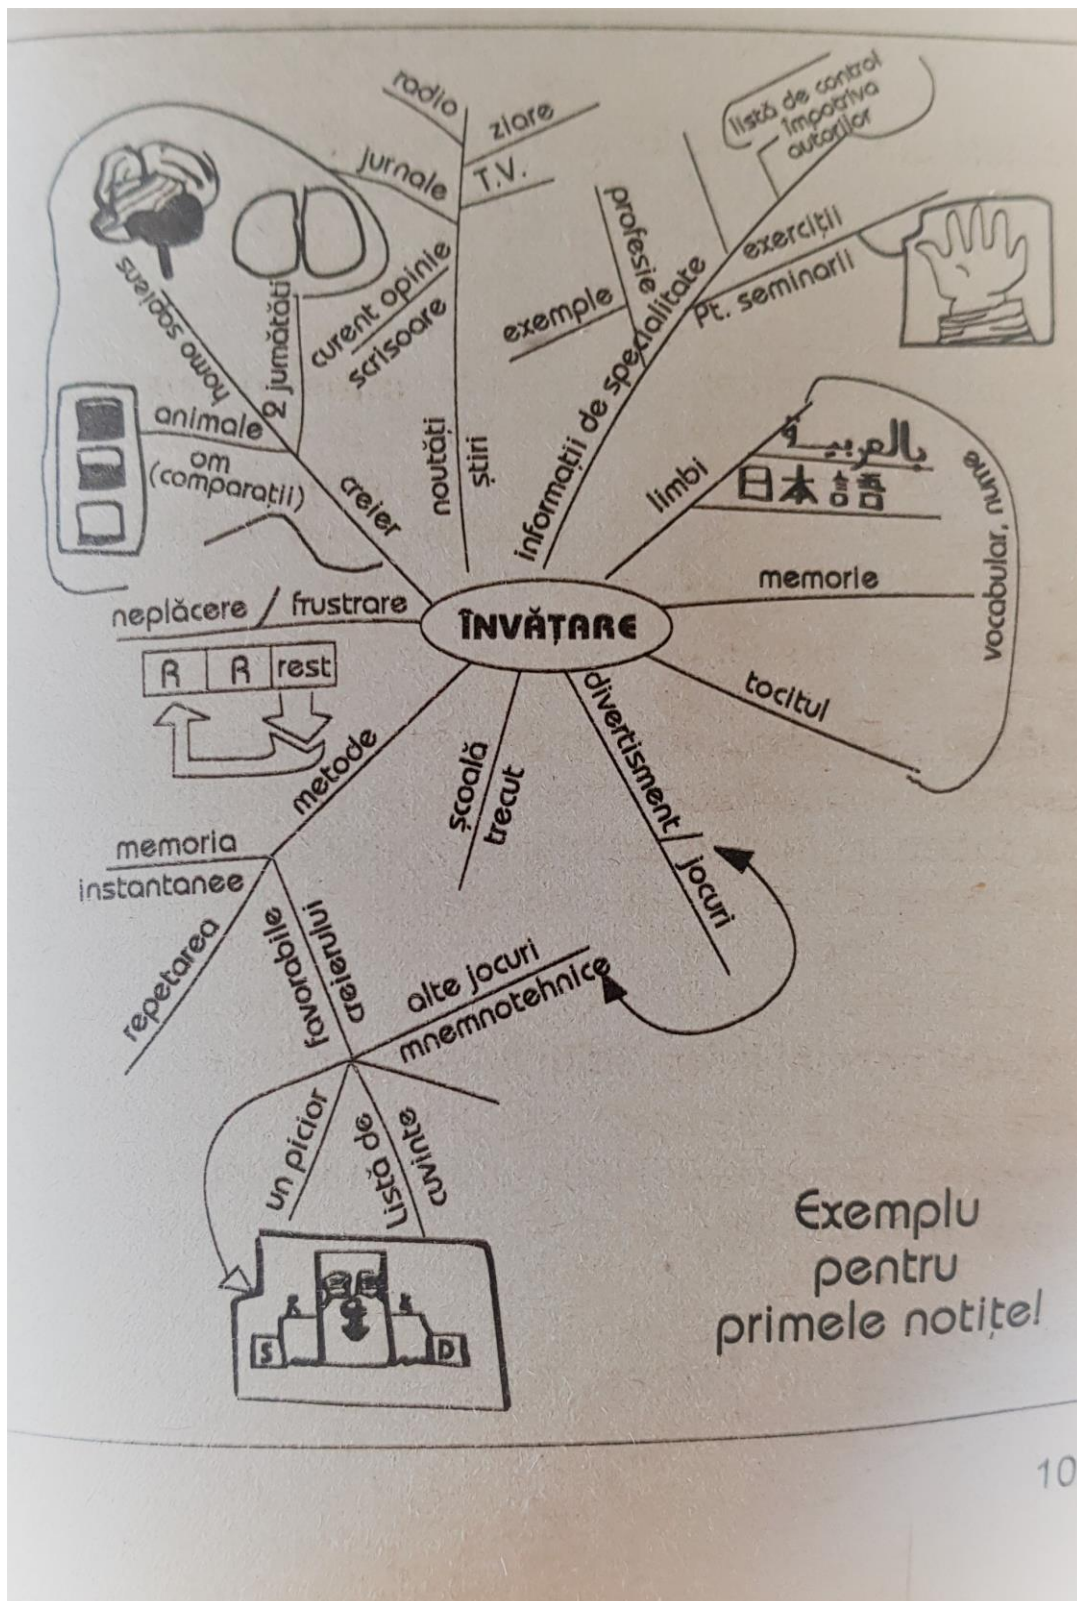 radio
ziare
jurnale
T.V.
listă de control
împotriva
autorilor
profesie
exerciții
Pt. seminarii
exemple
informații de spezialitate
curent opinie
scrisoare
noutăți
știri
homo sapiens
2 jumătăți
animale
om
(comparații)
creier
limbi
بالعربية
日本言語
memorie
vocabular, nume
neplăcere / frustrare
ÎNVĂȚARE
R R rest
tocitul
metode
școală
trecut
divertisment / jocuri
memoria
instantanee
repetarea
favorabile
creierului
alte jocuri
mnemnotehnice
un picior
Listă de
cuvinte
S
D
Exemplu
pentru
primele notițe!
10